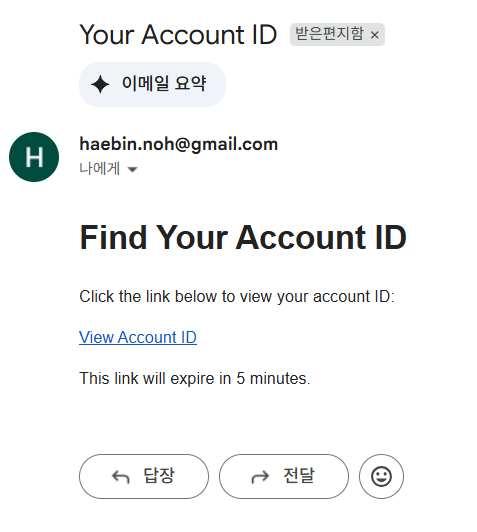 Your Account ID 받은편지함 ×
이메일 요약
H
haebin.noh@gmail.com
나에게
Find Your Account ID
Click the link below to view your account ID:
View Account ID
This link will expire in 5 minutes.
답장 전달